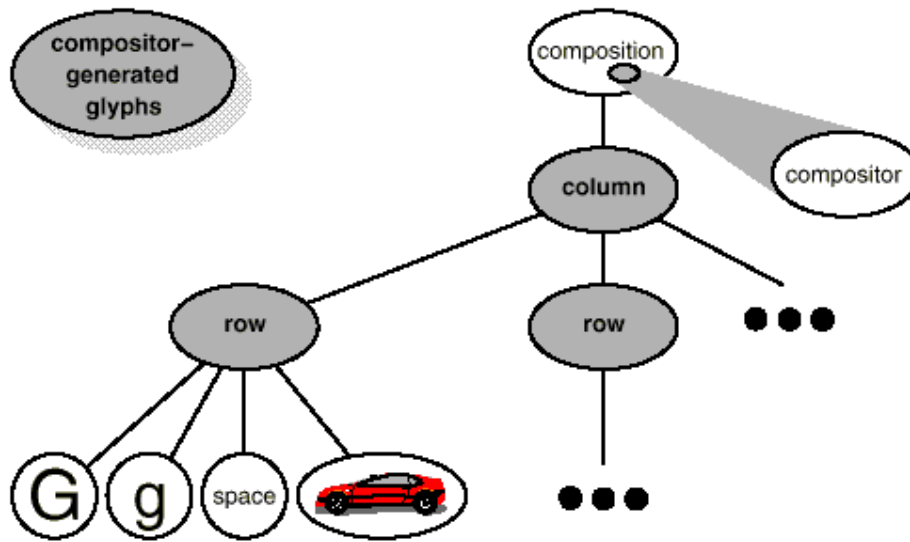 compositor–
generated
glyphs
composition
compositor
column
row
row
G
g
space